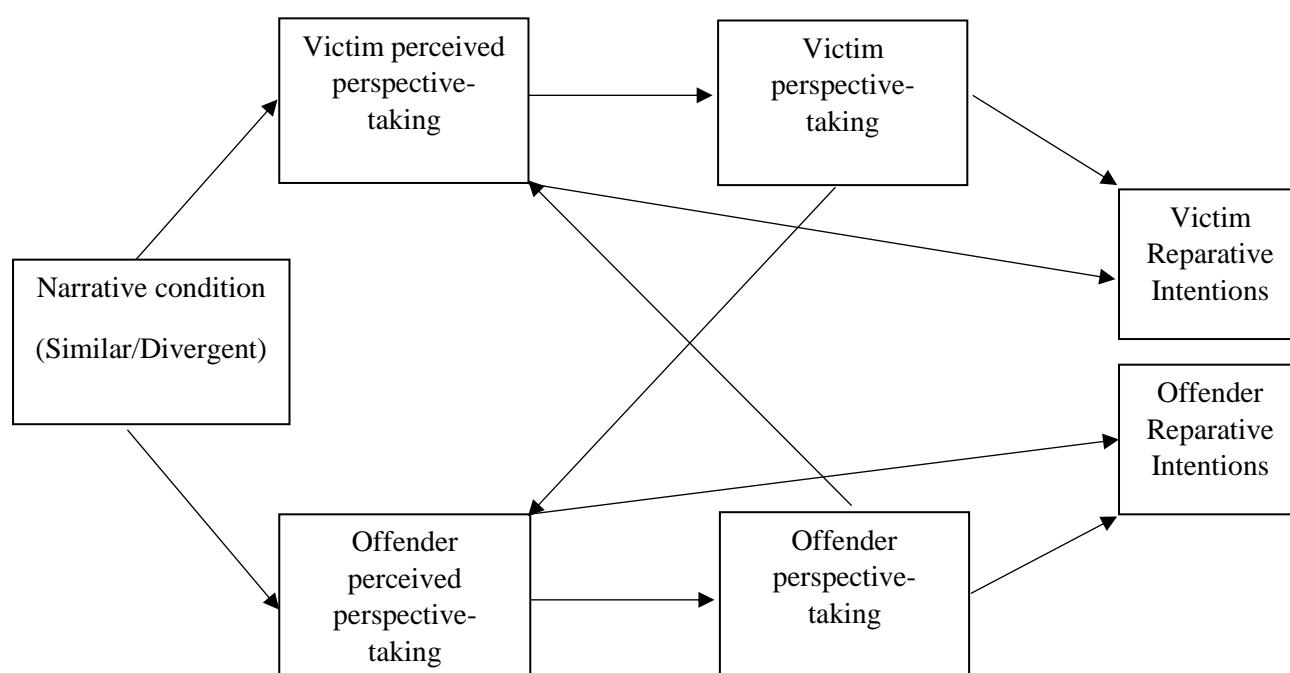 Victim perceived
perspective-
taking
Victim
perspective-
taking
Victim
Reparative
Intentions
Narrative condition
(Similar/Divergent)
Offender
Reparative
Intentions
Offender
perceived
perspective-
taking
Offender
perspective-
taking